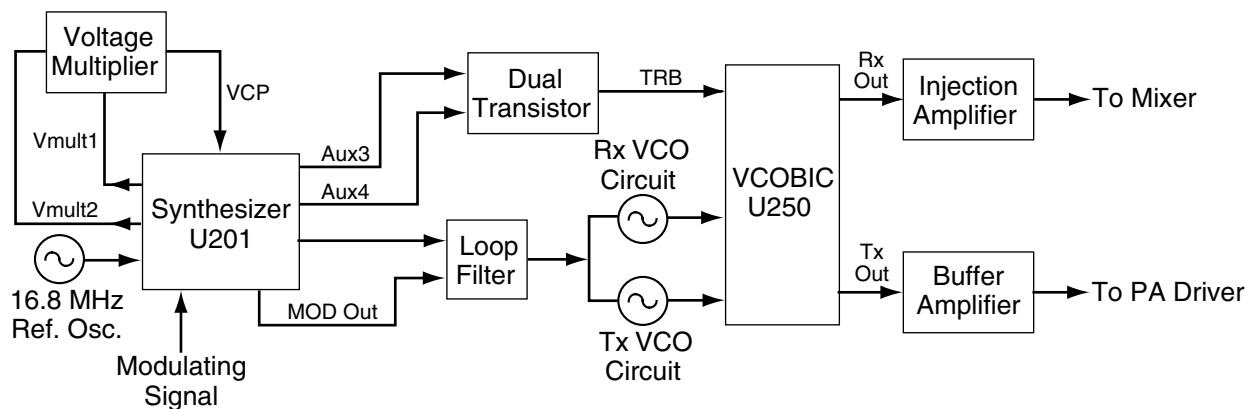 Voltage
Multiplier
VCP
Vmult1
Vmult2
Synthesizer
U201
16.8 MHz
Ref. Osc.
Modulating
Signal
Aux3
Aux4
MOD Out
Dual
Transistor
TRB
Loop
Filter
Rx VCO
Circuit
Tx VCO
Circuit
VCOBIC
U250
Rx
Out
Injection
Amplifier
To Mixer
Tx
Out
Buffer
Amplifier
To PA Driver